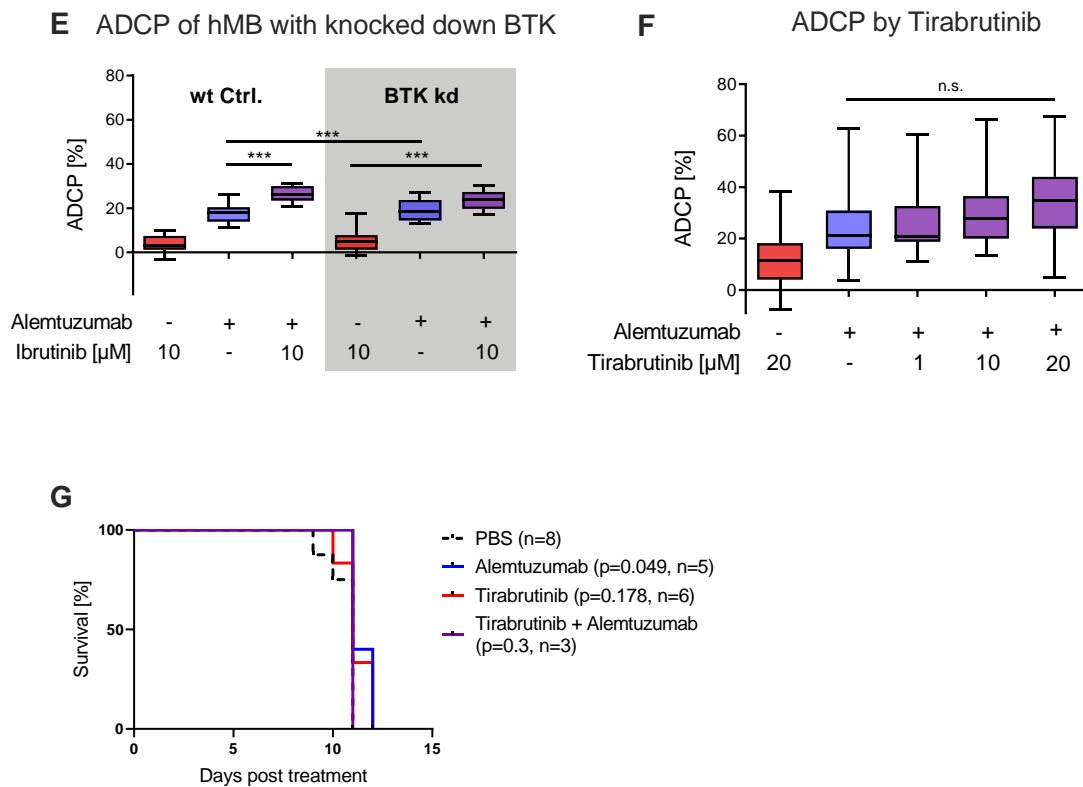 E ADCP of hMB with knocked down BTK
80
60
40
20
0
ADCP [%]
wt Ctrl.
BTK kd
***
***
***
Alemtuzumab - + + - + +
Ibrutinib [µM] 10 - 10 10 - 10
F ADCP by Tirabrutinib
80
60
40
20
0
ADCP [%]
n.s.
Alemtuzumab - + + + +
Tirabrutinib [µM] 20 - 1 10 20
G
100
50
0
Survival [%]
0 5 10 15
Days post treatment
PBS (n=8)
Alemtuzumab (p=0.049, n=5)
Tirabrutinib (p=0.178, n=6)
Tirabrutinib + Alemtuzumab
(p=0.3, n=3)